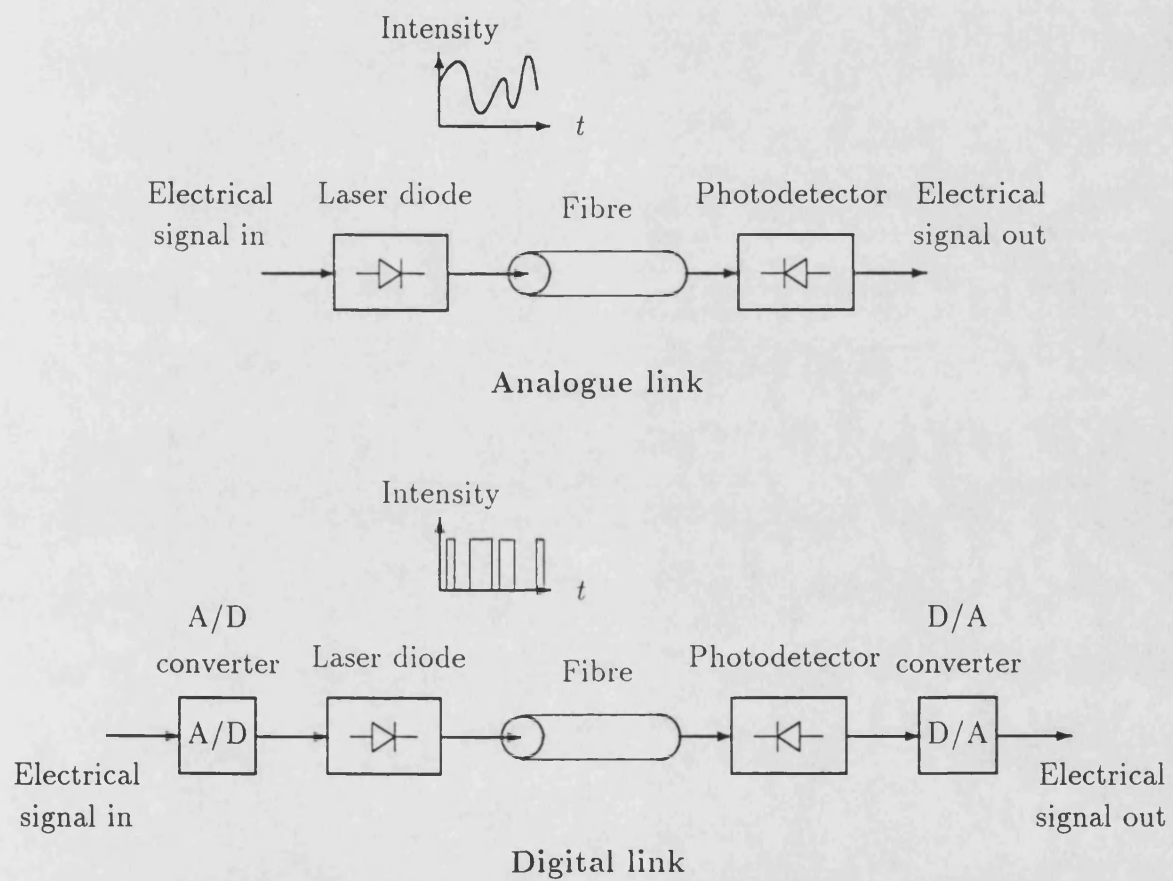 Intensity
t
Electrical
signal in
Laser diode
Fibre
Photodetector
Electrical
signal out
Analogue link
Intensity
t
A/D
converter
Laser diode
Fibre
Photodetector
D/A
converter
A/D
D/A
Electrical
signal in
Electrical
signal out
Digital link